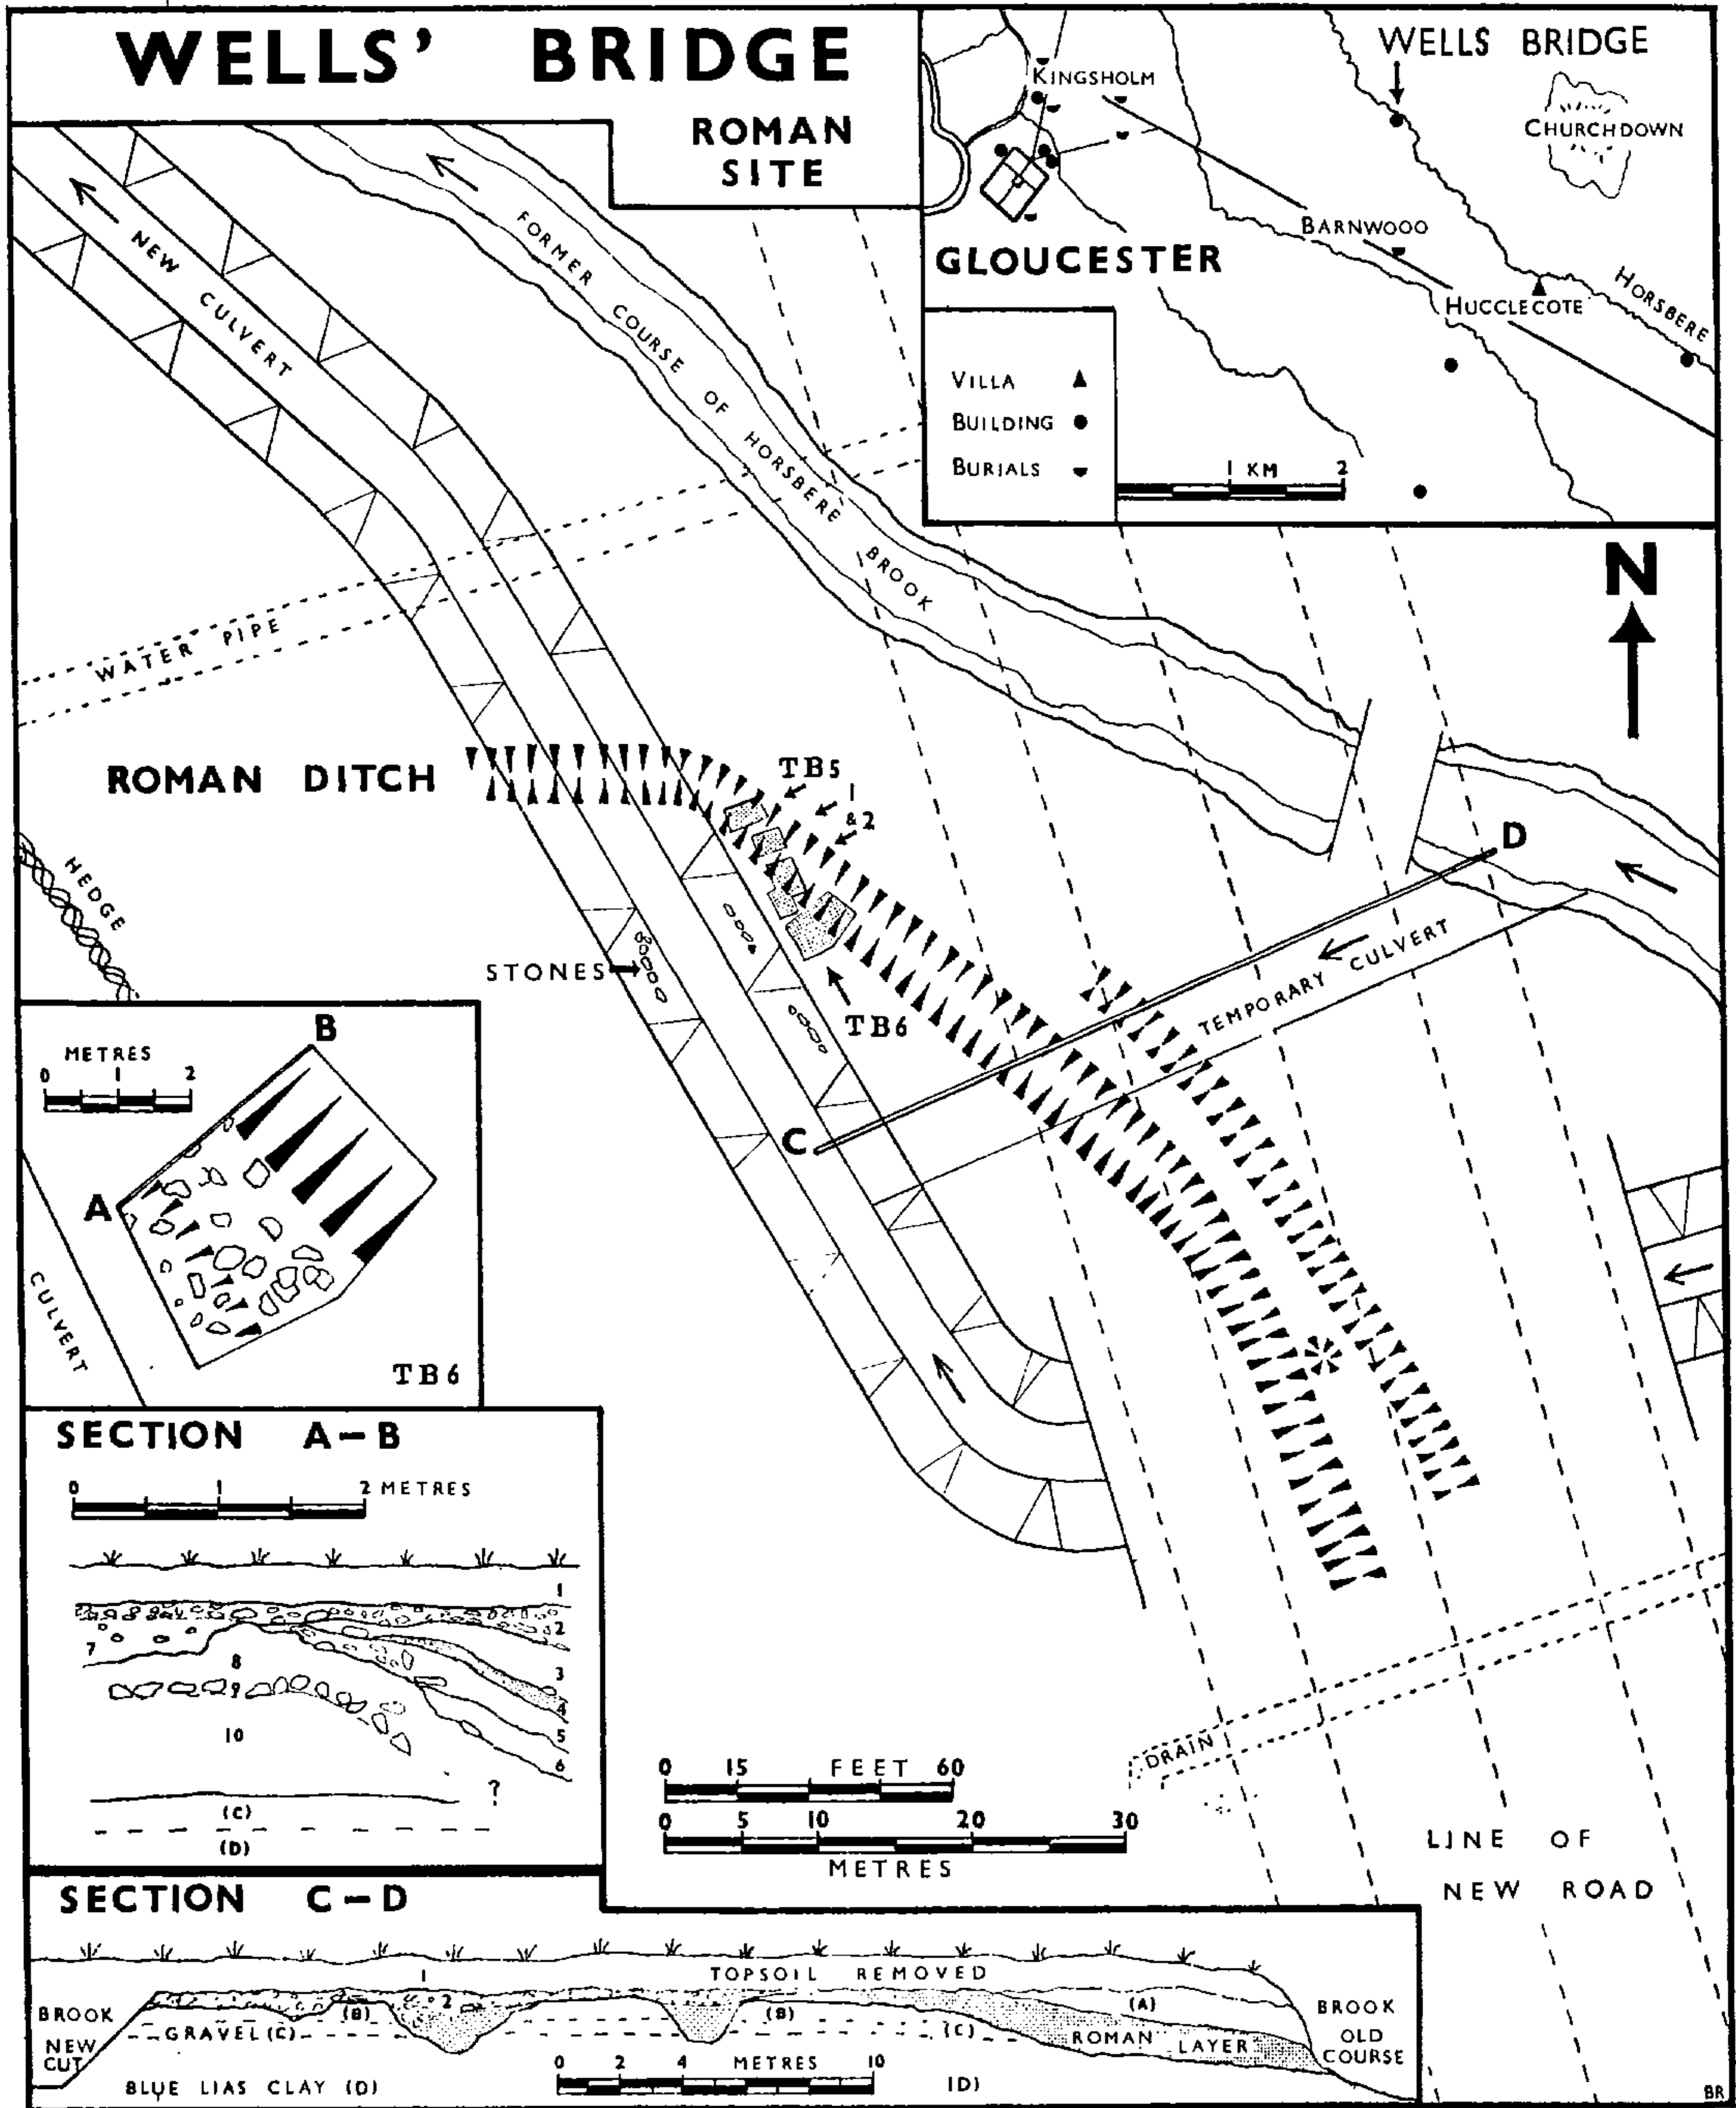 WELLS' BRIDGE
ROMAN
SITE
WELLS BRIDGE
KINGSHOLM
CHURCHDOWN
BARNWOOO
GLOUCESTER
HUCCLECOTE
HORSBERE
VILLA
BUILDING
BURIALS
1 KM 2
NEW CULVERT
FORMER COURSE OF HORSBERE BROOK
WATER PIPE
N
ROMAN DITCH
TB5
1
&2
D
HEDGE
STONES
TB6
TEMPORARY CULVERT
C
METRES
0 1 2
B
A
CULVERT
TB6
SECTION A-B
0 1 2 METRES
1
2
7
3
8
4
9
5
10
6
?
(C)
(D)
0 15 FEET 60
0 5 10 20 30
METRES
DRAIN
LINE OF
NEW ROAD
SECTION C-D
TOPSOIL REMOVED
1
2
(B)
(B)
(A)
BROOK
NEW
CUT
GRAVEL (C)
(C)
ROMAN LAYER
BROOK
OLD
COURSE
0 2 4 METRES 10
BLUE LIAS CLAY (D)
(D)
BR